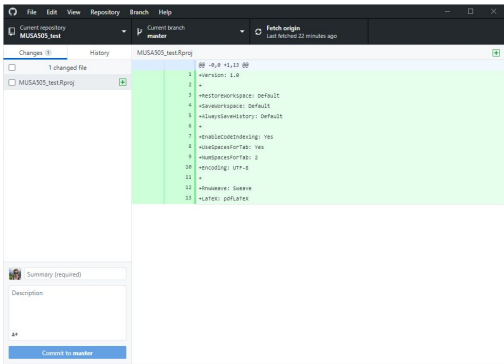 File Edit View Repository Branch Help
Current repository
MUSA505_test
Current branch
master
Fetch origin
Last fetched 22 minutes ago
Changes 1
History
MUSA505_test.Rproj
1 changed file
MUSA505_test.Rproj
@@ -0,0 +1,13 @@
1 +Version: 1.0
2 +
3 +RestoreWorkspace: Default
4 +SaveWorkspace: Default
5 +AlwaysSaveHistory: Default
6 +
7 +EnableCodeIndexing: Yes
8 +UseSpacesForTab: Yes
9 +NumSpacesForTab: 2
10 +Encoding: UTF-8
11 +
12 +RnwWeave: Sweave
13 +LaTeX: pdfLaTeX
Summary (required)
Description
Commit to master